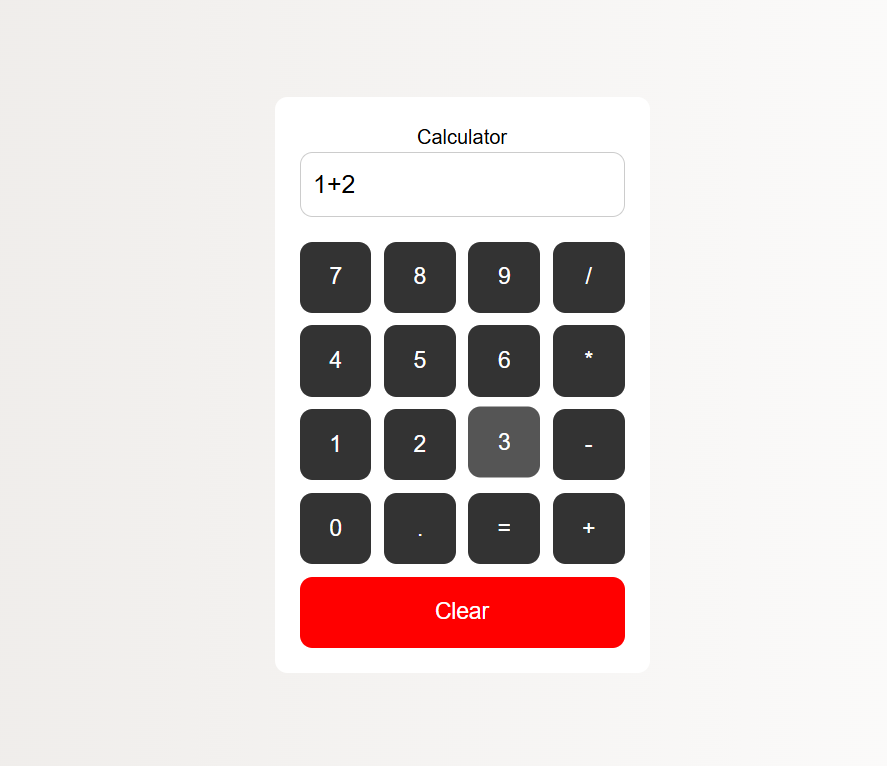 Calculator
1+2
7 8 9 /
4 5 6 *
1 2 3 -
0 . = +
Clear